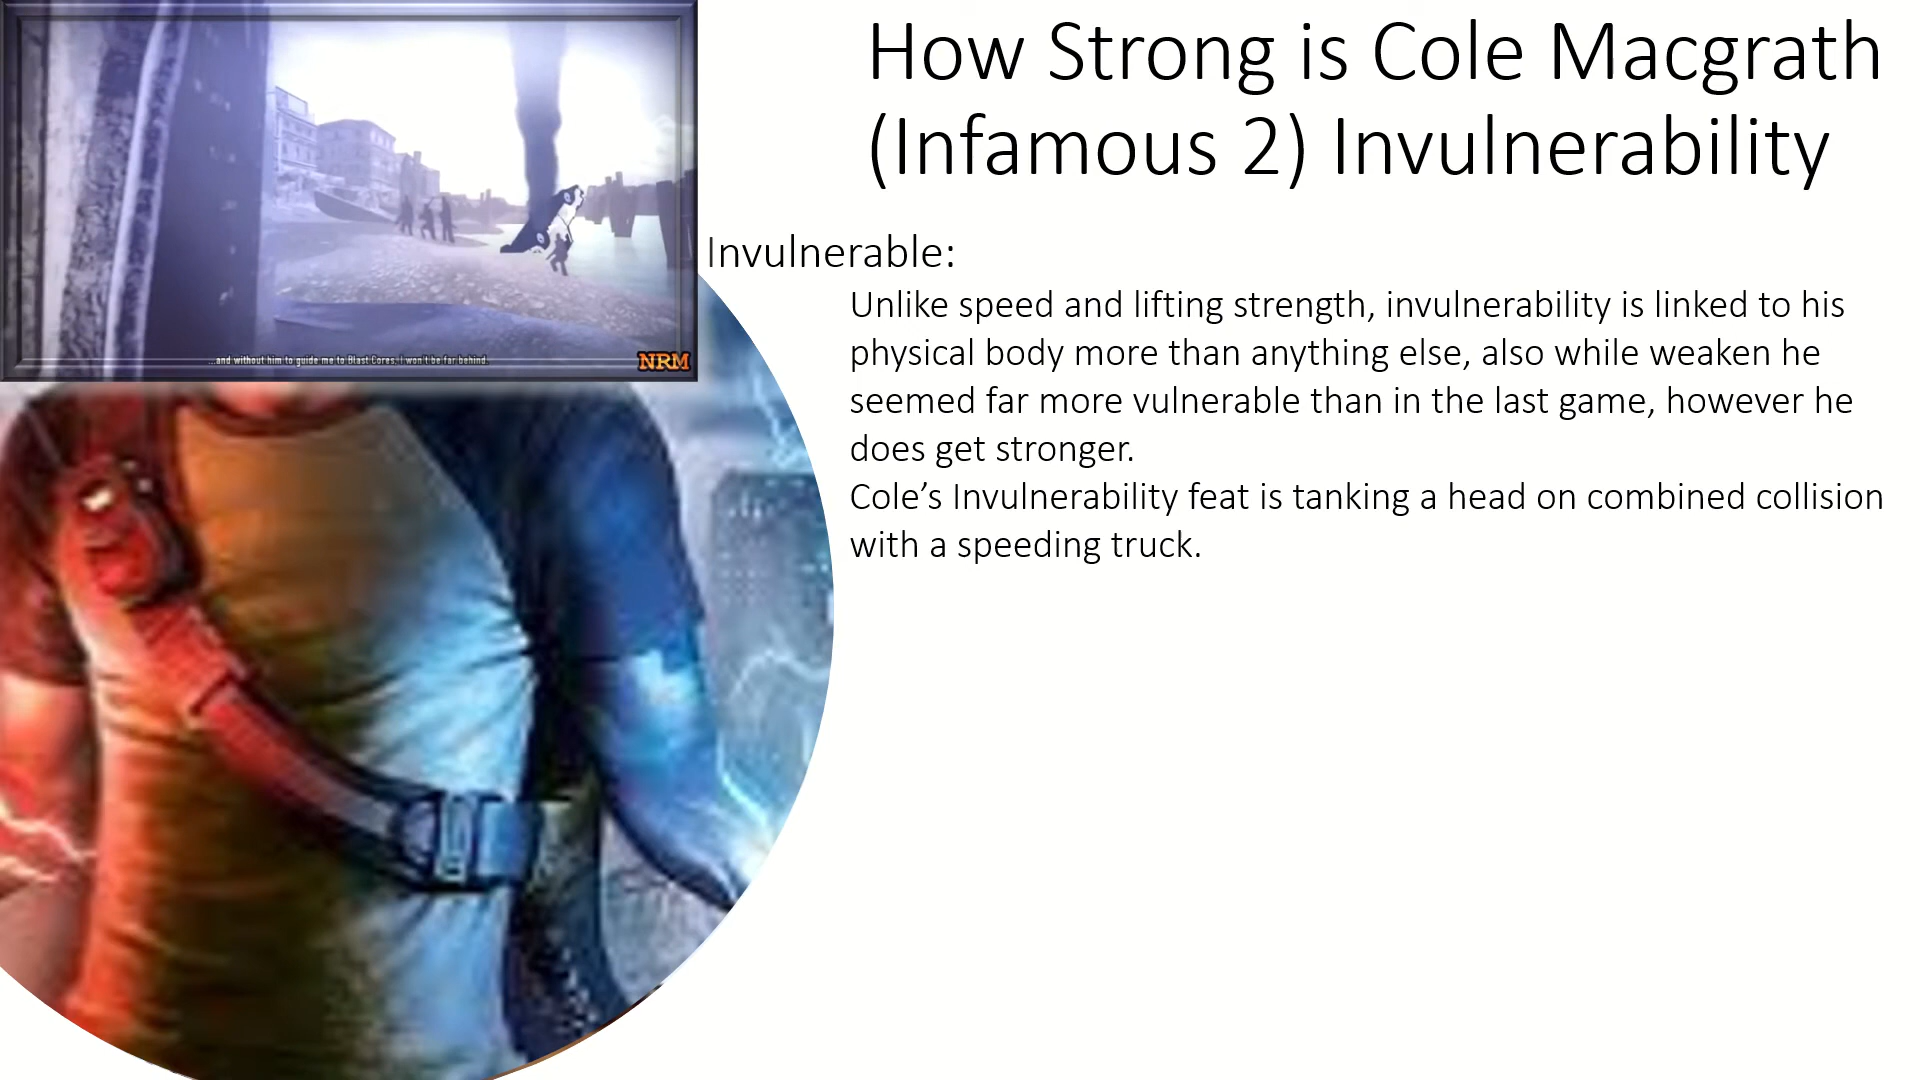 How Strong is Cole Macgrath
(Infamous 2) Invulnerability
Invulnerable:
Unlike speed and lifting strength, invulnerability is linked to his
physical body more than anything else, also while weaken he
seemed far more vulnerable than in the last game, however he
does get stronger.
Cole’s Invulnerability feat is tanking a head on combined collision
with a speeding truck.
...and without him to guide me to Blast Cores, I won't be far behind.
NRM